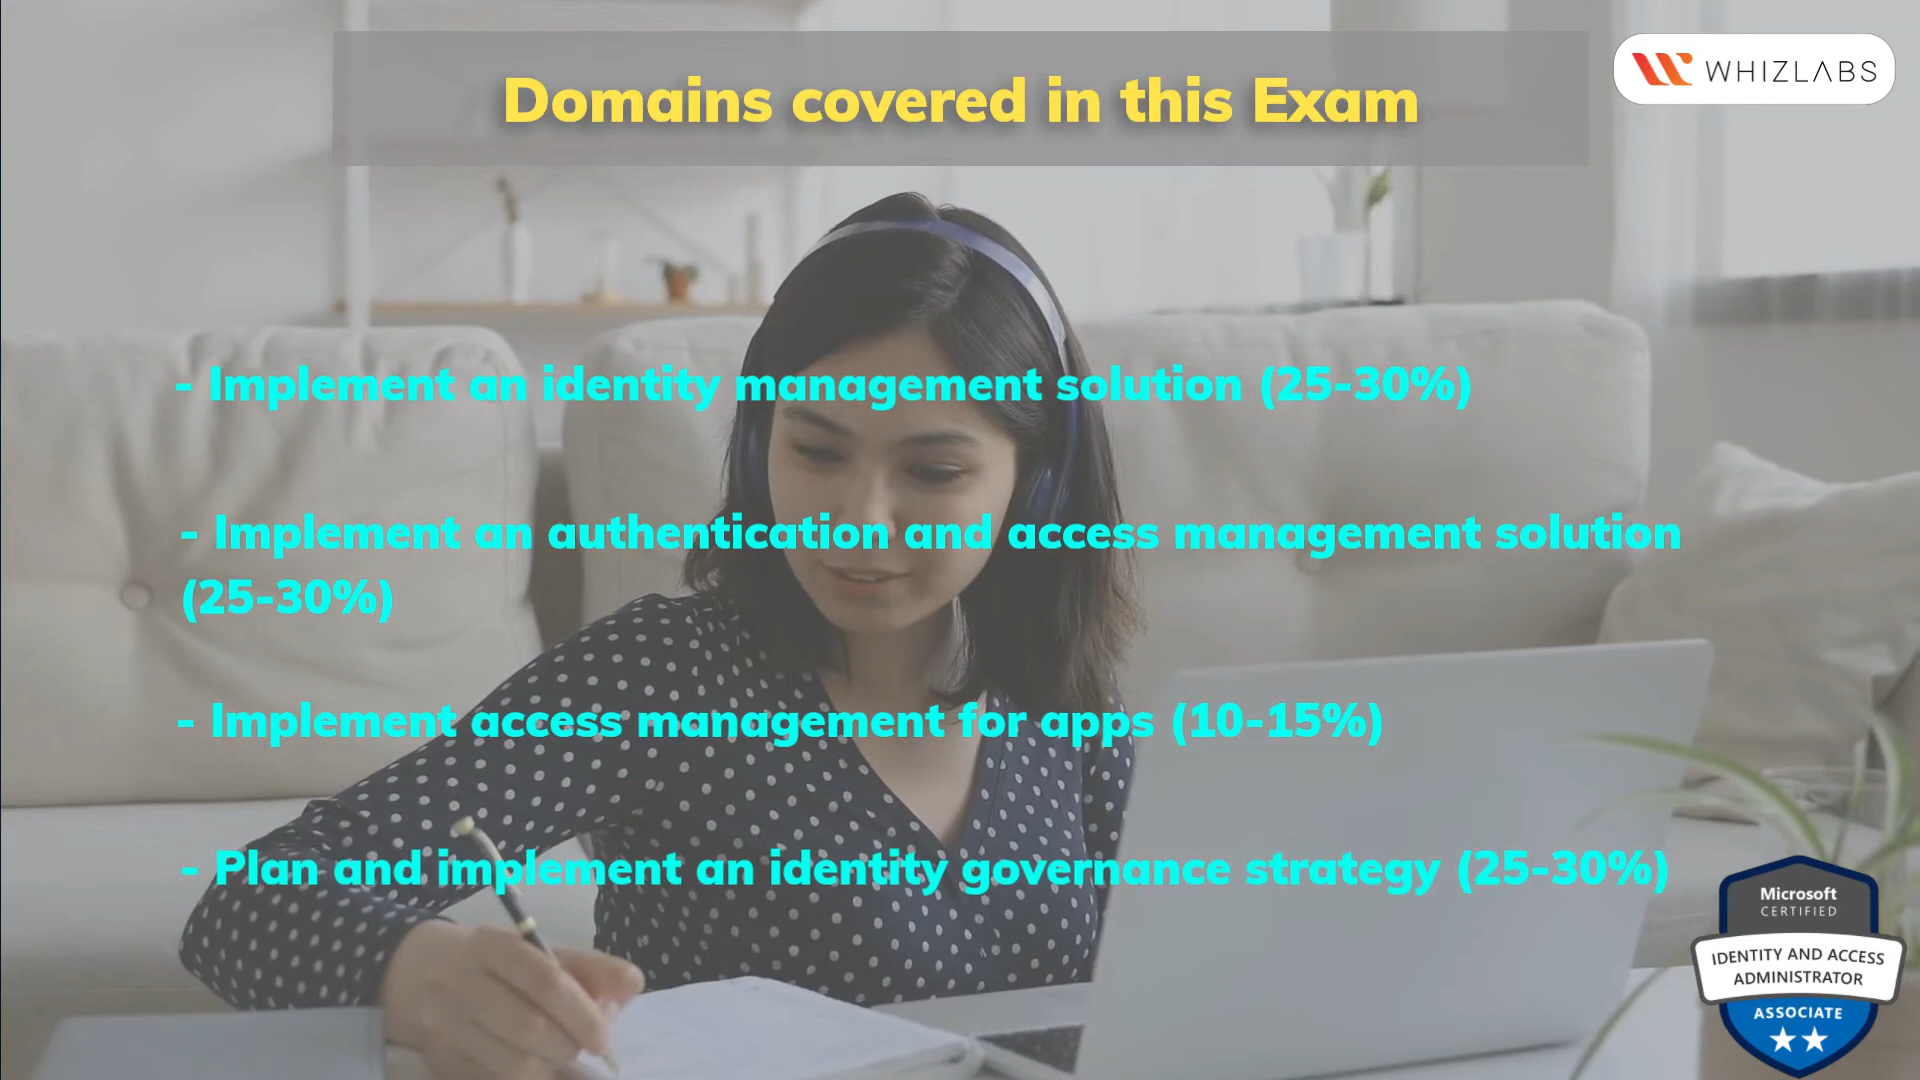 Domains covered in this Exam
WHIZLABS
- Implement an identity management solution (25-30%)
- Implement an authentication and access management solution
(25-30%)
- Implement access management for apps (10-15%)
- Plan and implement an identity governance strategy (25-30%)
Microsoft
CERTIFIED
IDENTITY AND ACCESS
ADMINISTRATOR
ASSOCIATE